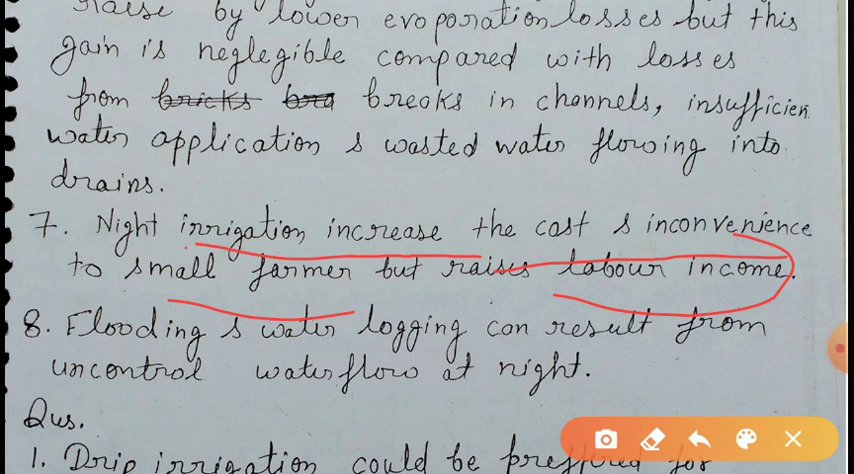 raise by lower evoporation losses but this
gain is neglegible compared with losses
from bricks bra breaks in channels, insufficien
water application & wasted water flowing into
drains.
7. Night irrigation increase the cost & inconvenience
to small farmer but raises labour income.
8. Flooding & water logging can result from
uncontrol waterflow at night.
Qus.
1. Drip irrigation could be preffered for